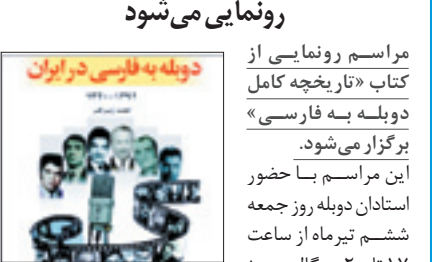 رونمایی می‌شود
مراسم رونمایی از
کتاب «تاریخچه کامل
دوبله به فارسی»
برگزار می‌شود.
این مراسم با حضور
استادان دوبله روز جمعه
ششم تیرماه از ساعت
دوبله به فارسی در ایران